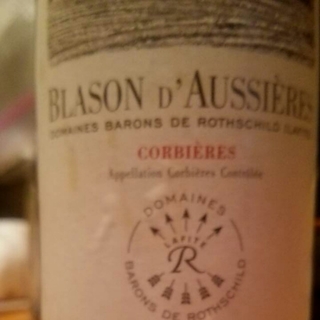 BLASON D'AUSSIÈRES
DOMAINES BARONS DE ROTHSCHILD (LAFITE)
CORBIÈRES
Appellation Corbières Contrôlée
DOMAINES
LAFITE
R
BARONS DE ROTHSCHILD